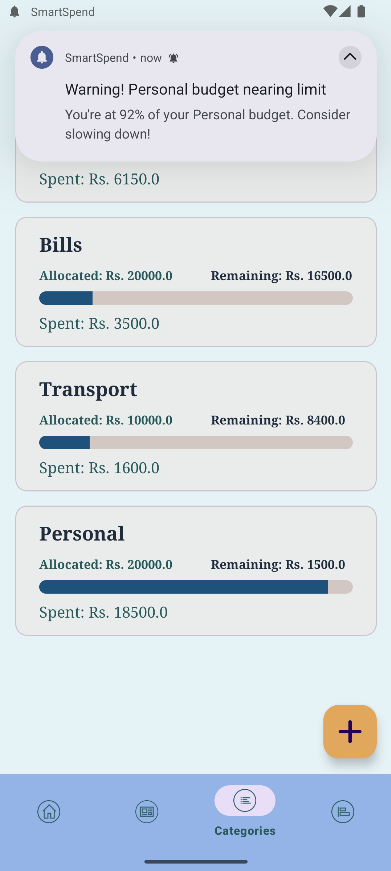 SmartSpend
SmartSpend • now
Warning! Personal budget nearing limit
You're at 92% of your Personal budget. Consider
slowing down!
Spent: Rs. 6150.0
Bills
Allocated: Rs. 20000.0 Remaining: Rs. 16500.0
Spent: Rs. 3500.0
Transport
Allocated: Rs. 10000.0 Remaining: Rs. 8400.0
Spent: Rs. 1600.0
Personal
Allocated: Rs. 20000.0 Remaining: Rs. 1500.0
Spent: Rs. 18500.0
Categories